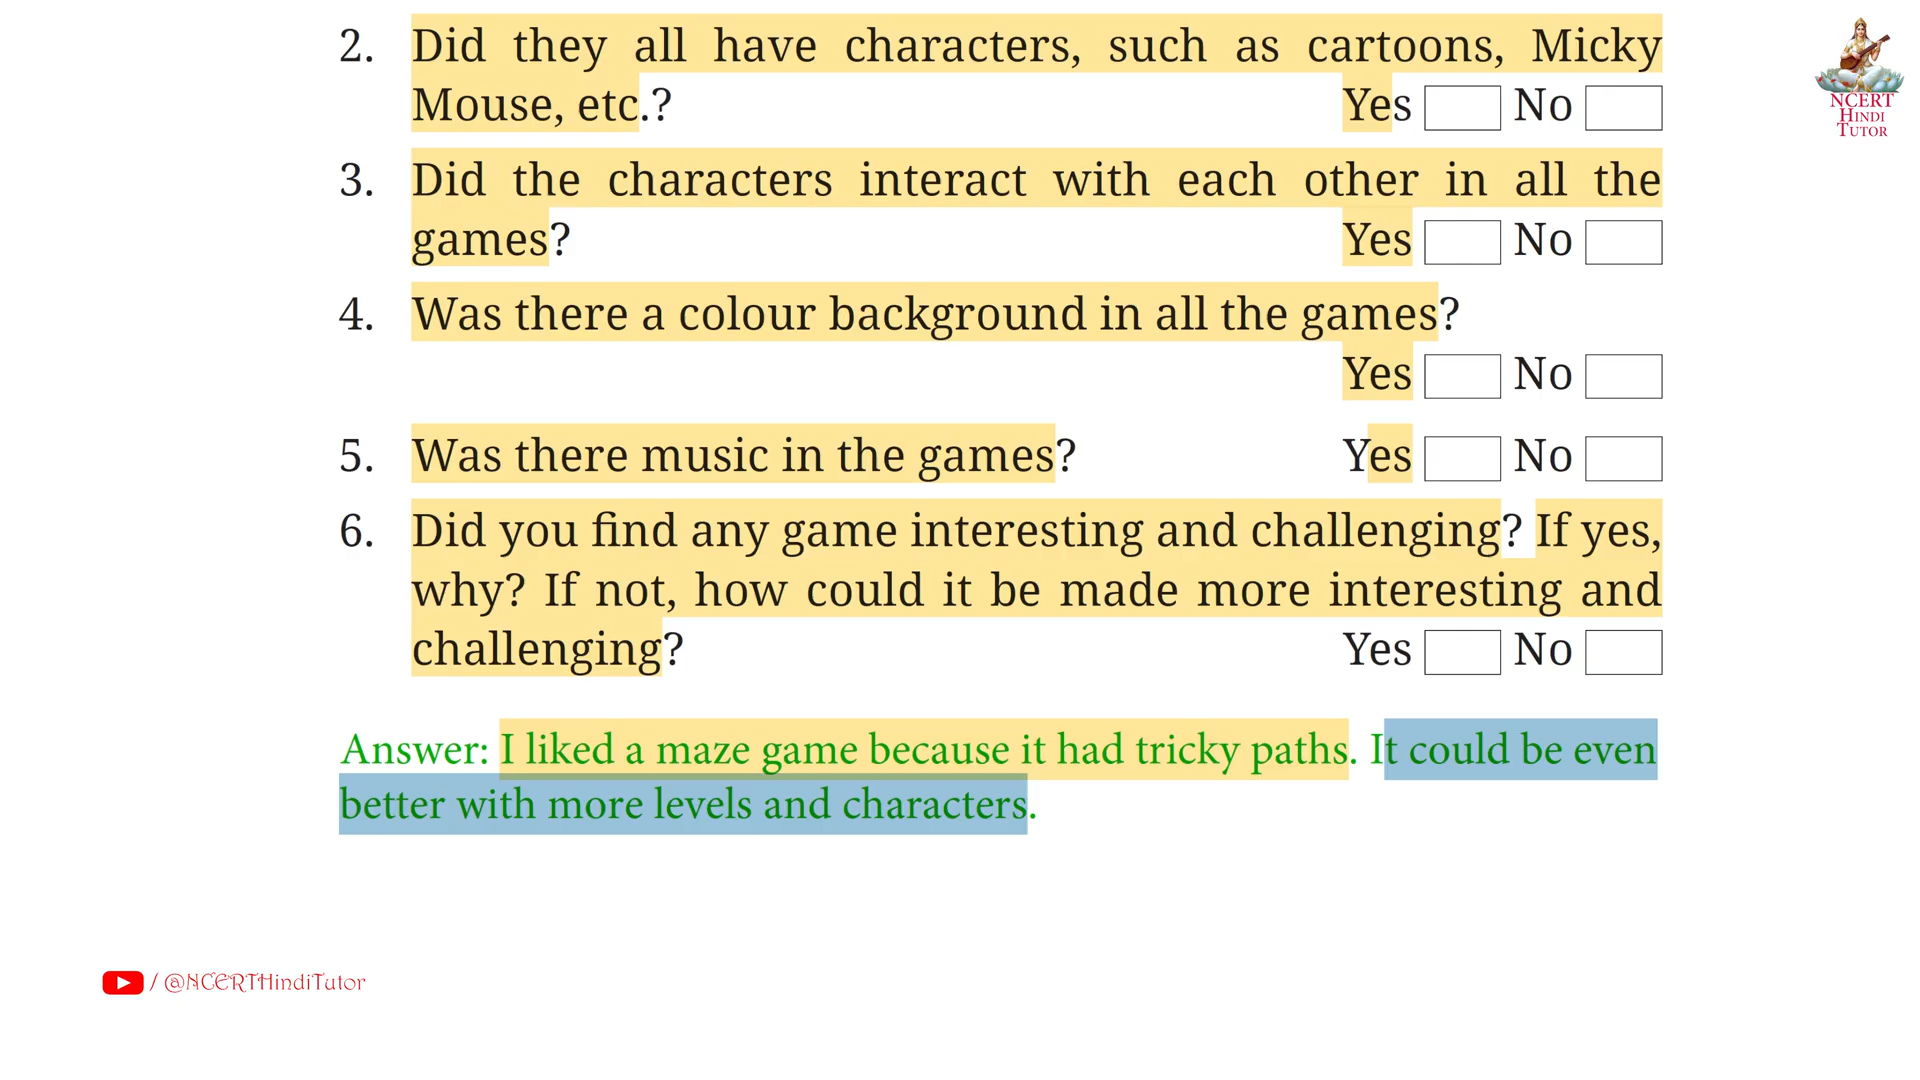 2. Did they all have characters, such as cartoons, Micky
Mouse, etc.? Yes No
3. Did the characters interact with each other in all the
games? Yes No
4. Was there a colour background in all the games?
Yes No
5. Was there music in the games? Yes No
6. Did you find any game interesting and challenging? If yes,
why? If not, how could it be made more interesting and
challenging? Yes No
Answer: I liked a maze game because it had tricky paths. It could be even
better with more levels and characters.
NCERT
HINDI
TUTOR
/ @NCERTHindiTutor